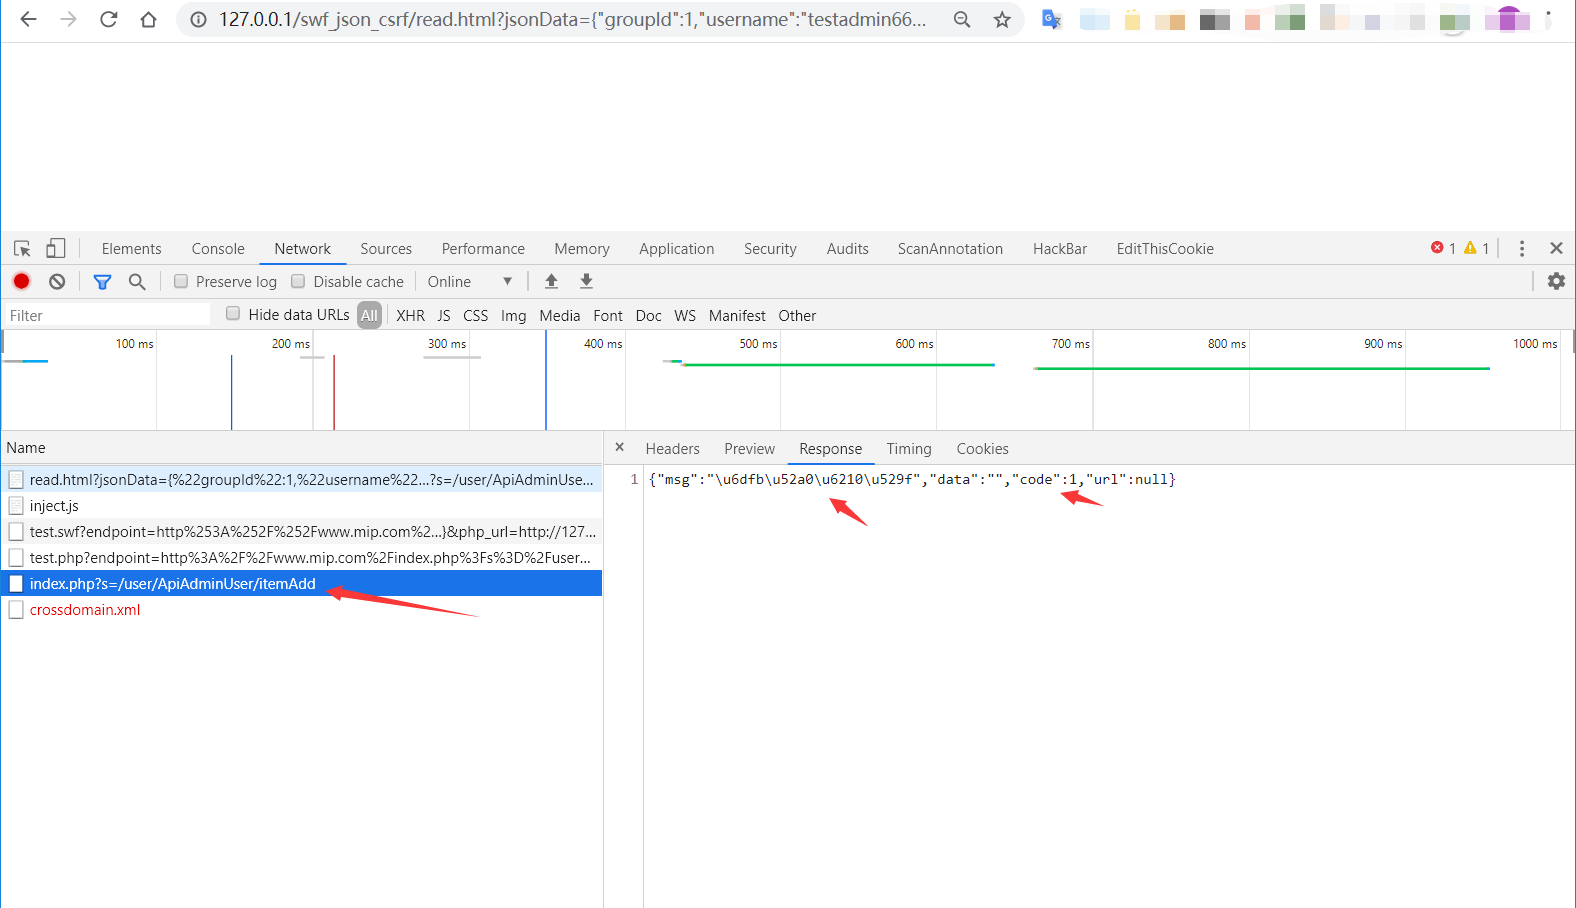 127.0.0.1/swf_json_csrf/read.html?jsonData={"groupId":1,"username":"testadmin66...
Elements Console Network Sources Performance Memory Application Security Audits ScanAnnotation HackBar EditThisCookie 1 1
Preserve log Disable cache Online
Filter Hide data URLs All XHR JS CSS Img Media Font Doc WS Manifest Other
100 ms 200 ms 300 ms 400 ms 500 ms 600 ms 700 ms 800 ms 900 ms 1000 ms
Name Headers Preview Response Timing Cookies
read.html?jsonData={%22groupId%22:1,%22username%22...?s=/user/ApiAdminUse...
1 {"msg":"\u6dfb\u52a0\u6210\u529f","data":"","code":1,"url":null}
inject.js
test.swf?endpoint=http%253A%252F%252Fwww.mip.com%2...}&php_url=http://127...
test.php?endpoint=http%3A%2F%2Fwww.mip.com%2Findex.php%3Fs%3D%2Fuser...
index.php?s=/user/ApiAdminUser/itemAdd
crossdomain.xml